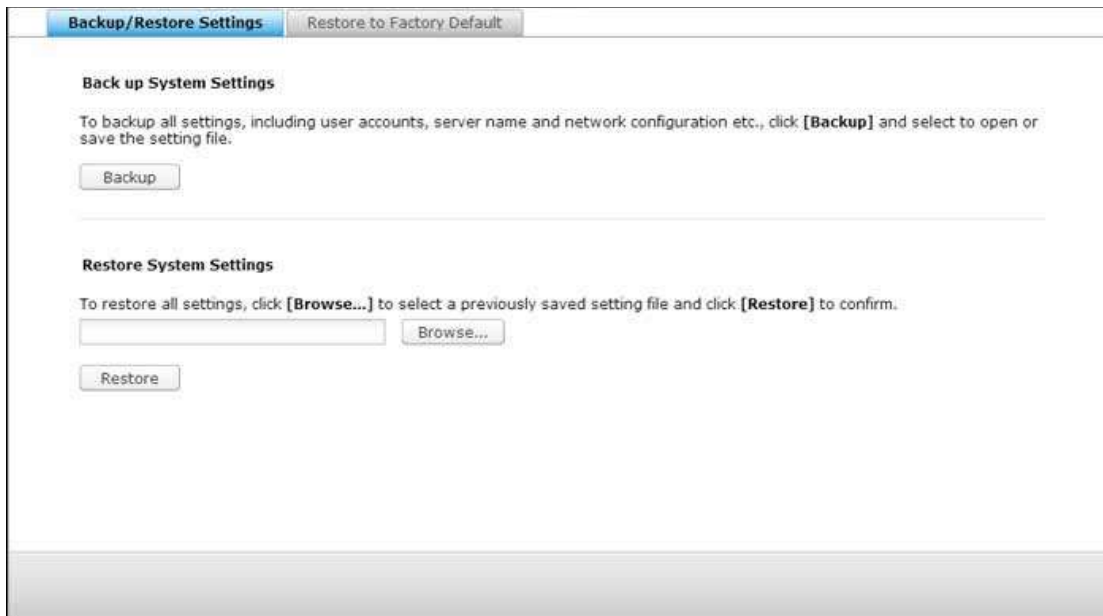 Backup/Restore Settings
Restore to Factory Default
Back up System Settings
To backup all settings, including user accounts, server name and network configuration etc., click [Backup] and select to open or
save the setting file.
Backup
Restore System Settings
To restore all settings, click [Browse...] to select a previously saved setting file and click [Restore] to confirm.
Browse...
Restore